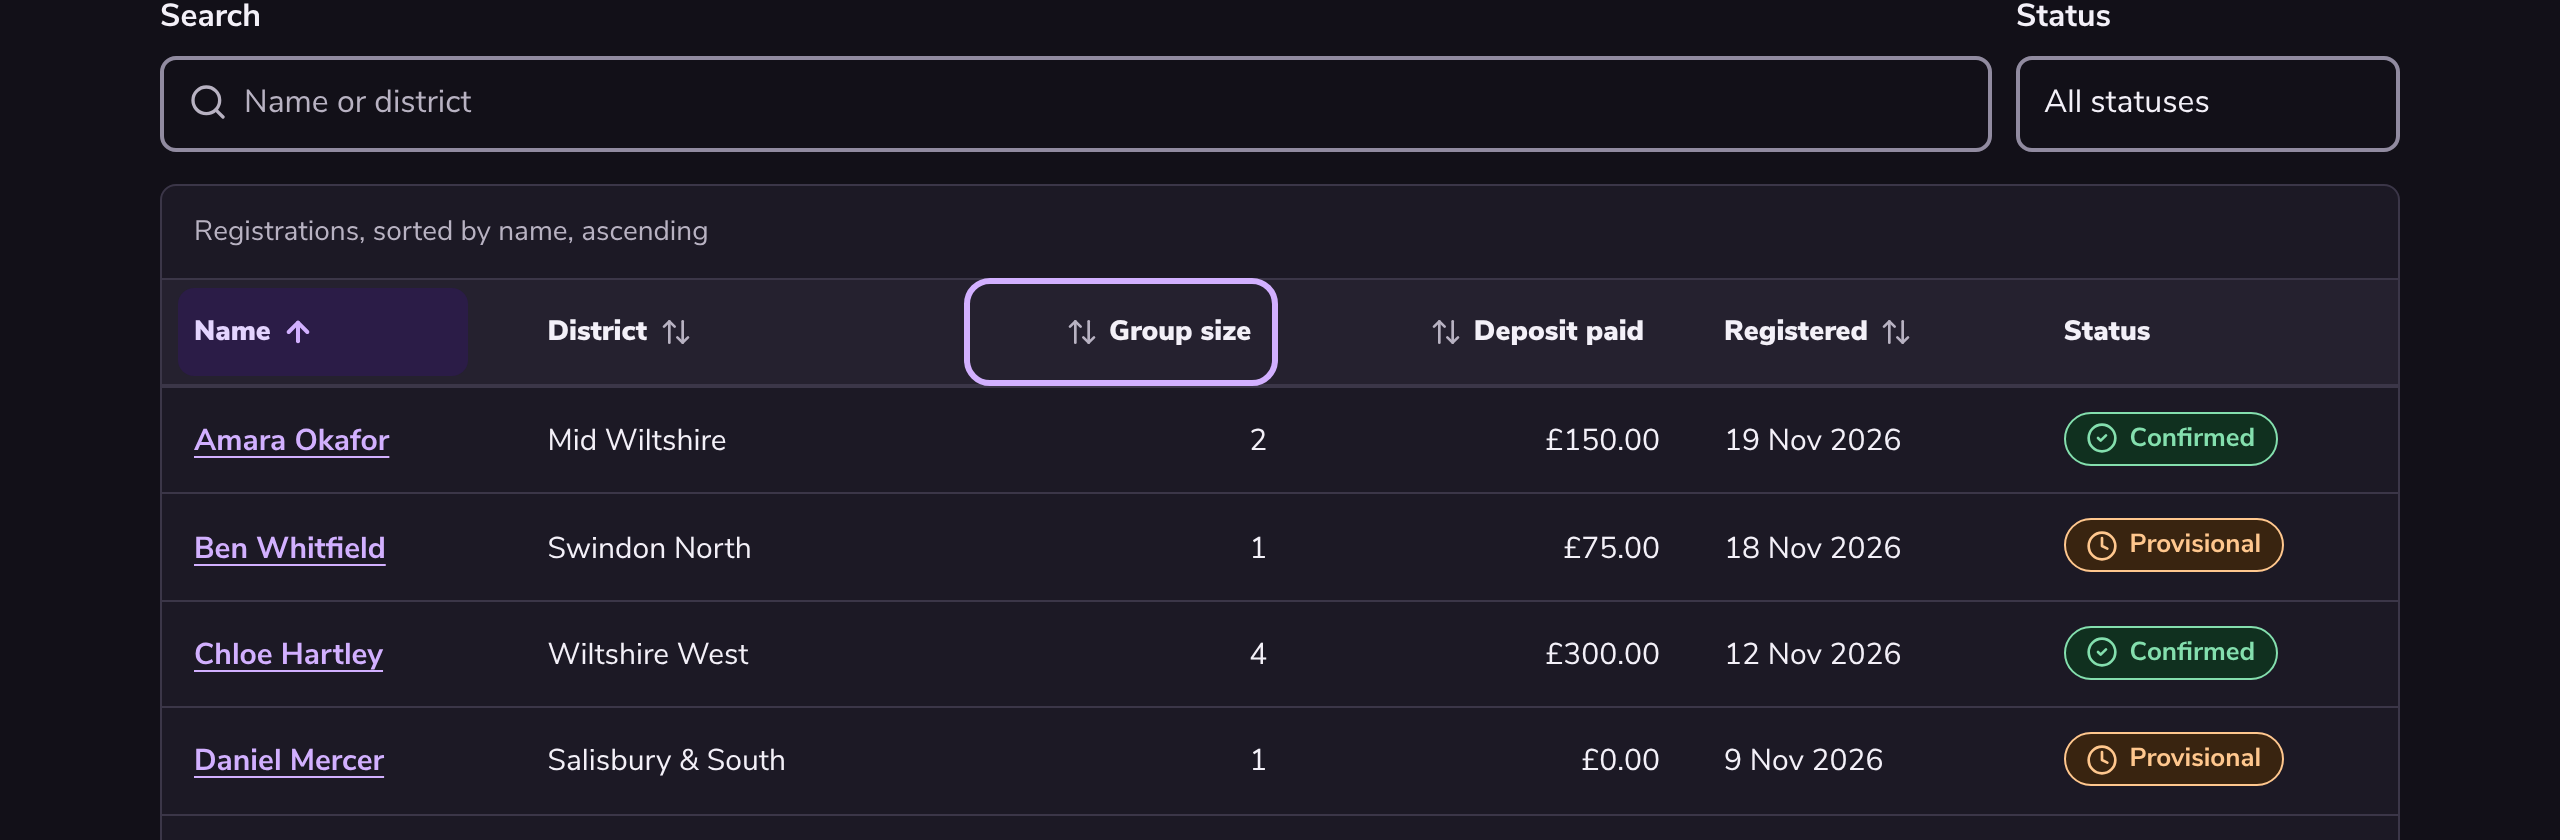 Search
Status
Name or district
All statuses
Registrations, sorted by name, ascending
Name District Group size Deposit paid Registered Status
Amara Okafor Mid Wiltshire 2 £150.00 19 Nov 2026 Confirmed
Ben Whitfield Swindon North 1 £75.00 18 Nov 2026 Provisional
Chloe Hartley Wiltshire West 4 £300.00 12 Nov 2026 Confirmed
Daniel Mercer Salisbury & South 1 £0.00 9 Nov 2026 Provisional